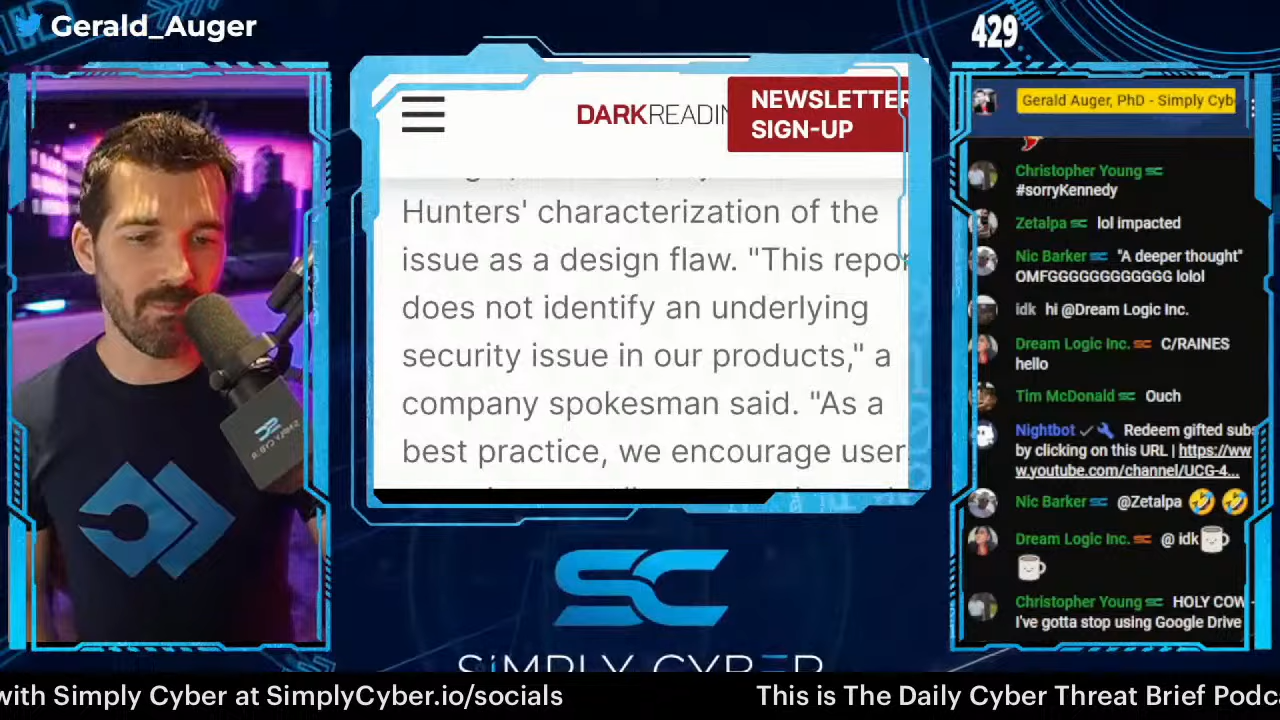 Gerald_Auger
429
DARKREADIN
NEWSLETTER
SIGN-UP
Hunters' characterization of the
issue as a design flaw. "This repor
does not identify an underlying
security issue in our products," a
company spokesman said. "As a
best practice, we encourage user
Gerald Auger, PhD - Simply Cyb
Christopher Young
#sorryKennedy
Zetalpa lol impacted
Nic Barker "A deeper thought"
OMFGGGGGGGGGGGG lolol
idk hi @Dream Logic Inc.
Dream Logic Inc. C/RAINES
hello
Tim McDonald Ouch
Nightbot Redeem gifted subs
by clicking on this URL | https://ww
w.youtube.com/channel/UCG-4...
Nic Barker @Zetalpa 🤣 🤣
Dream Logic Inc. @ idk
Christopher Young HOLY COW -
I've gotta stop using Google Drive
SC
SIMPLY CYBER
with Simply Cyber at SimplyCyber.io/socials
This is The Daily Cyber Threat Brief Podca